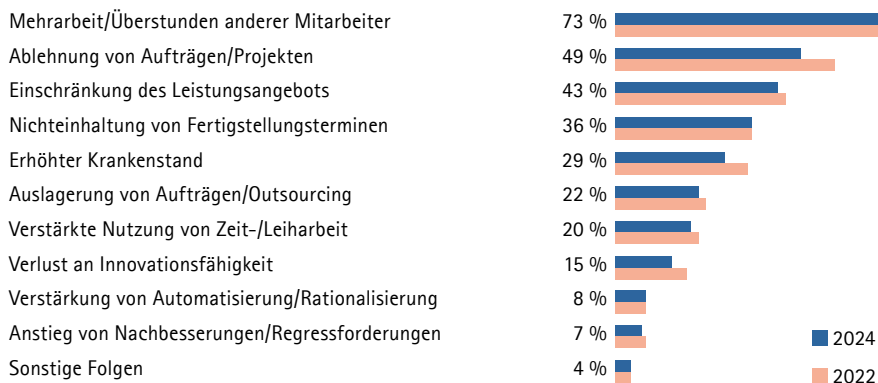 Mehrarbeit/Überstunden anderer Mitarbeiter 73 %
Ablehnung von Aufträgen/Projekten 49 %
Einschränkung des Leistungsangebots 43 %
Nichteinhaltung von Fertigstellungsterminen 36 %
Erhöhter Krankenstand 29 %
Auslagerung von Aufträgen/Outsourcing 22 %
Verstärkte Nutzung von Zeit-/Leiharbeit 20 %
Verlust an Innovationsfähigkeit 15 %
Verstärkung von Automatisierung/Rationalisierung 8 %
Anstieg von Nachbesserungen/Regressforderungen 7 %
Sonstige Folgen 4 %
2024
2022